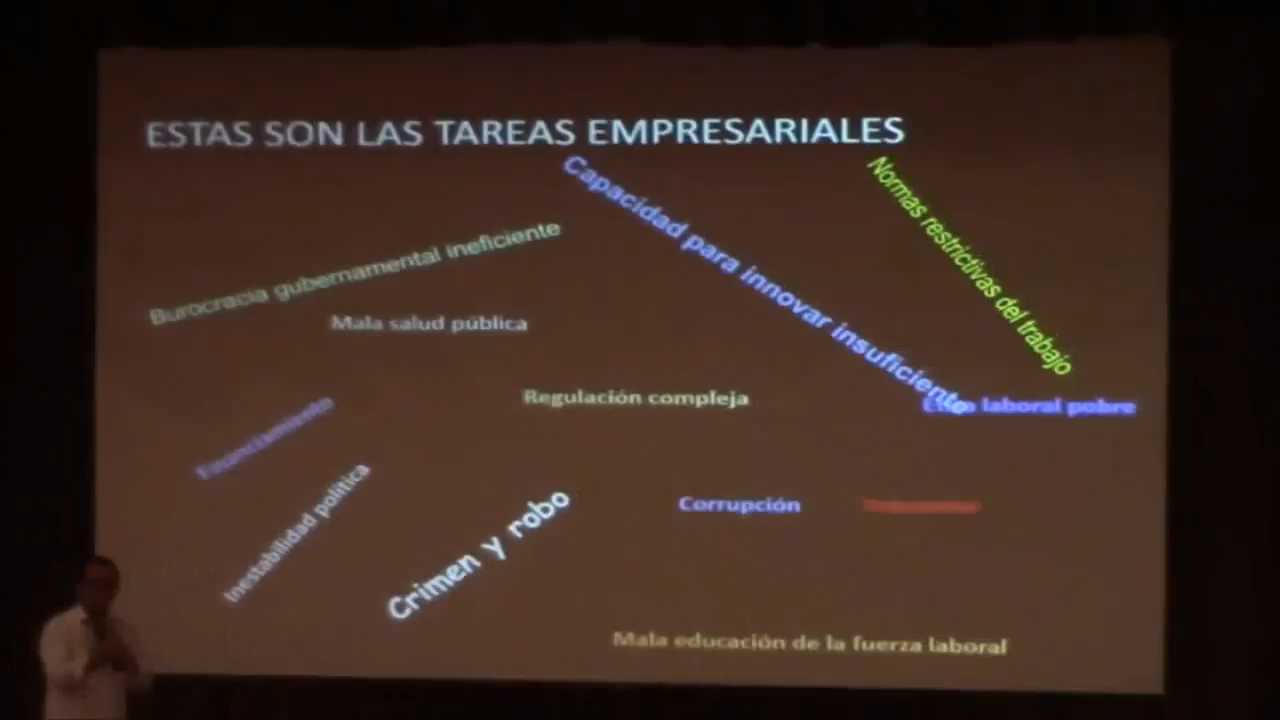 ESTAS SON LAS TAREAS EMPRESARIALES
Capacidad para innovar insuficiente
Normas restrictivas del trabajo
Burocracia gubernamental ineficiente
Mala salud pública
Regulación compleja
laboral pobre
Financiamiento
Inestabilidad política
Crimen y robo
Corrupción
Mala educación de la fuerza laboral